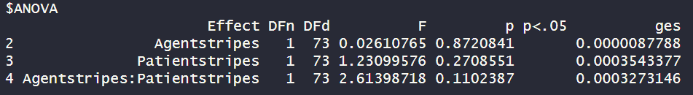 $ANOVA
Effect DFn DFd F p p<.05 ges
2 Agentstripes 1 73 0.02610765 0.8720841 0.0000087788
3 Patientstripes 1 73 1.23099576 0.2708551 0.0003543377
4 Agentstripes:Patientstripes 1 73 2.61398718 0.1102387 0.0003273146